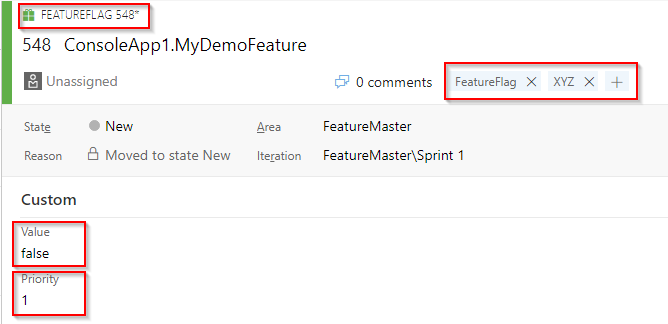 FEATUREFLAG 548*
548 ConsoleApp1.MyDemoFeature
Unassigned 0 comments FeatureFlag XYZ
State New Area FeatureMaster
Reason Moved to state New Iteration FeatureMaster\Sprint 1
Custom
Value
false
Priority
1